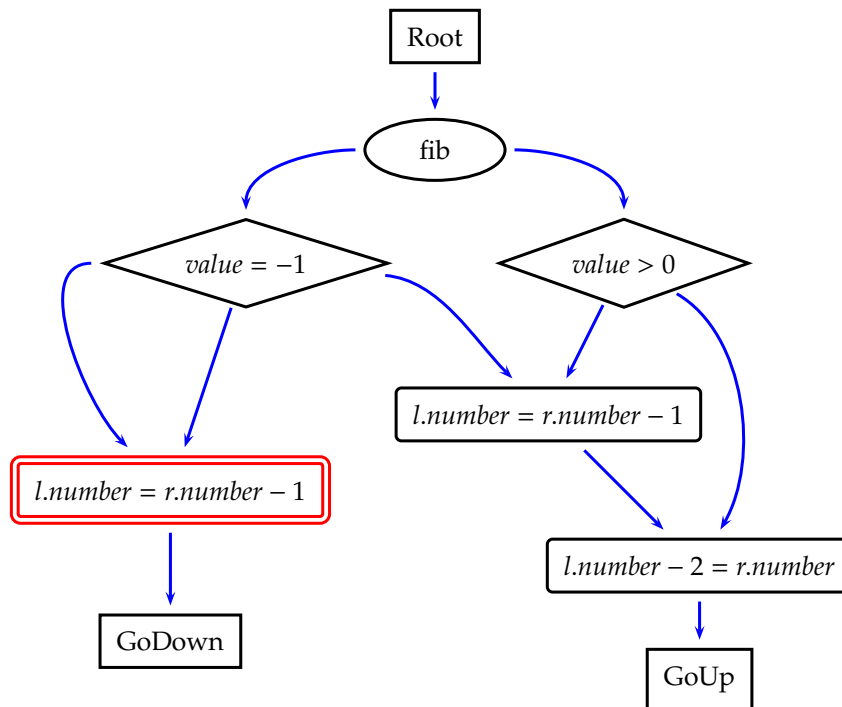 Root
fib
value = −1
value > 0
l.number = r.number − 1
l.number = r.number − 1
l.number − 2 = r.number
GoDown
GoUp